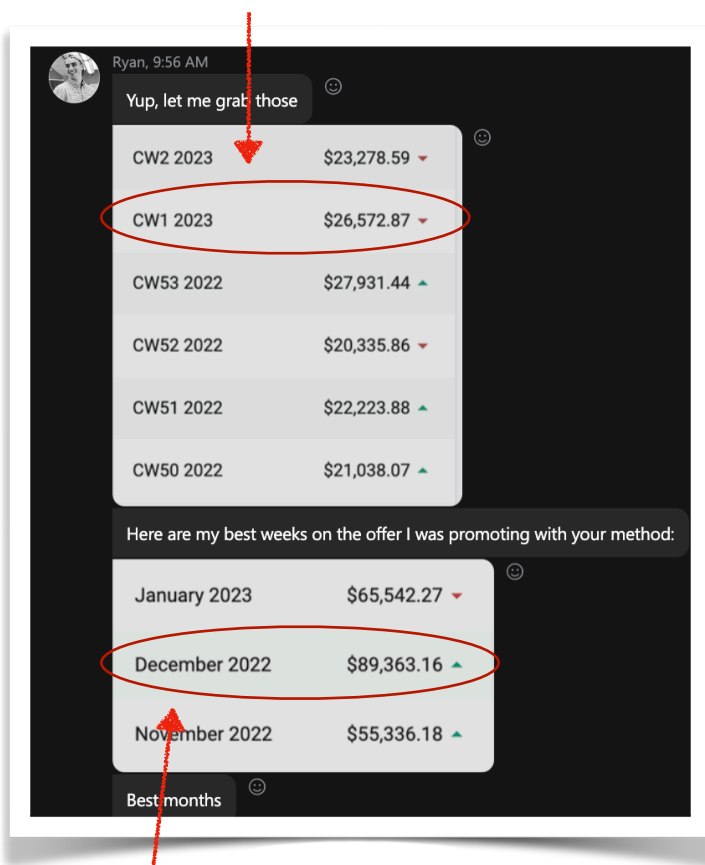 Ryan, 9:56 AM
Yup, let me grab those
CW2 2023 $23,278.59
CW1 2023 $26,572.87
CW53 2022 $27,931.44
CW52 2022 $20,335.86
CW51 2022 $22,223.88
CW50 2022 $21,038.07
Here are my best weeks on the offer I was promoting with your method:
January 2023 $65,542.27
December 2022 $89,363.16
November 2022 $55,336.18
Best months